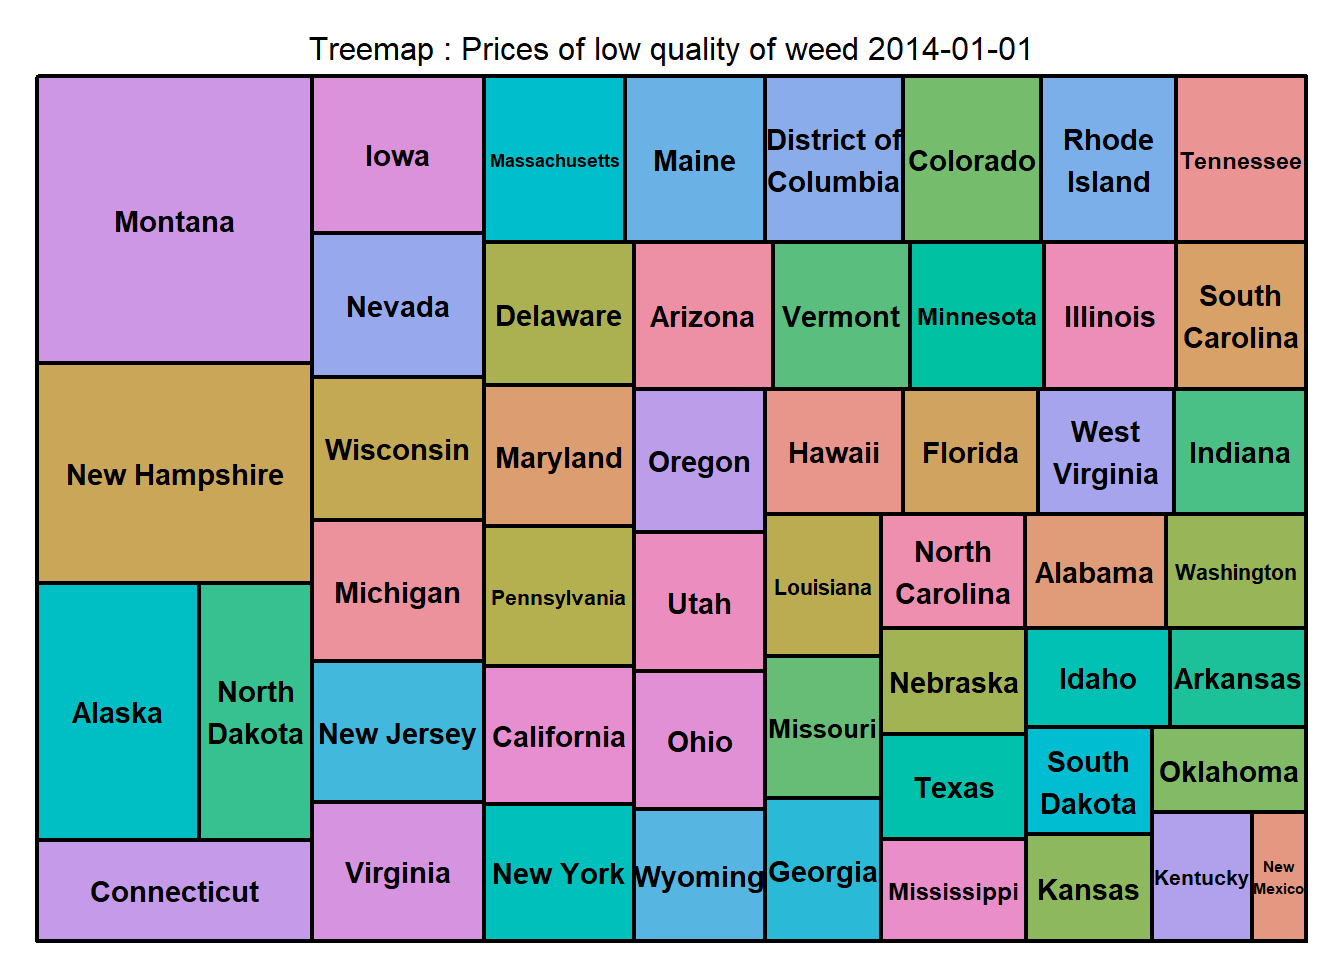 Treemap : Prices of low quality of weed 2014-01-01
Montana
New Hampshire
Alaska
North
Dakota
Connecticut
Iowa
Nevada
Wisconsin
Michigan
New Jersey
Virginia
Massachusetts
Maine
District of
Columbia
Colorado
Rhode
Island
Tennessee
Delaware
Maryland
Pennsylvania
California
New York
Arizona
Vermont
Minnesota
Illinois
South
Carolina
Oregon
Utah
Ohio
Wyoming
Hawaii
Florida
West
Virginia
Indiana
Louisiana
Missouri
Georgia
North
Carolina
Alabama
Washington
Nebraska
Texas
Mississippi
Idaho
Arkansas
South
Dakota
Kansas
Oklahoma
Kentucky
New
Mexico